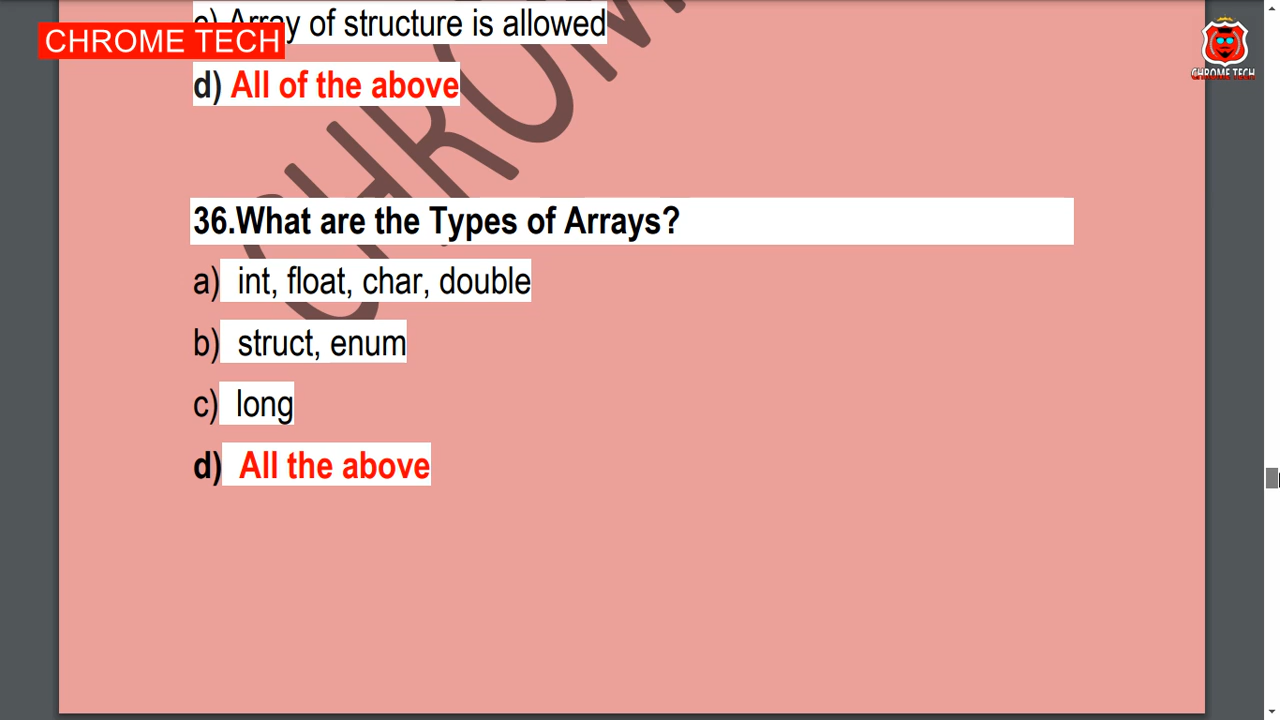 c) Array of structure is allowed
CHROME TECH
d) All of the above
CHROME TECH
CHROM
36.What are the Types of Arrays?
a) int, float, char, double
b) struct, enum
c) long
d) All the above